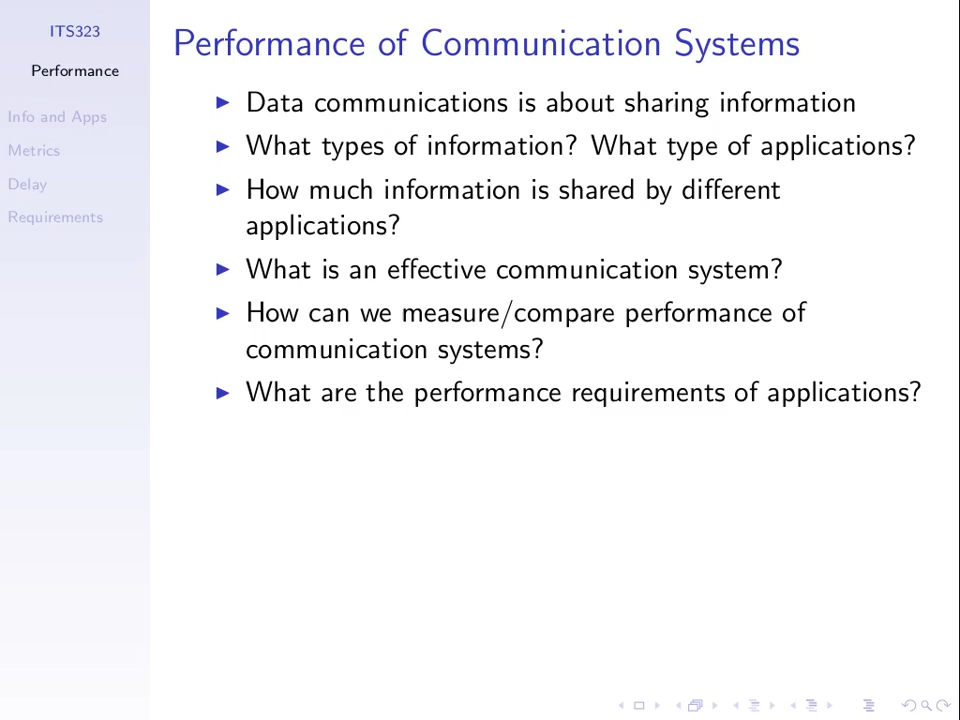 ITS323
Performance
Info and Apps
Metrics
Delay
Requirements
Performance of Communication Systems
Data communications is about sharing information
What types of information? What type of applications?
How much information is shared by different
applications?
What is an effective communication system?
How can we measure/compare performance of
communication systems?
What are the performance requirements of applications?